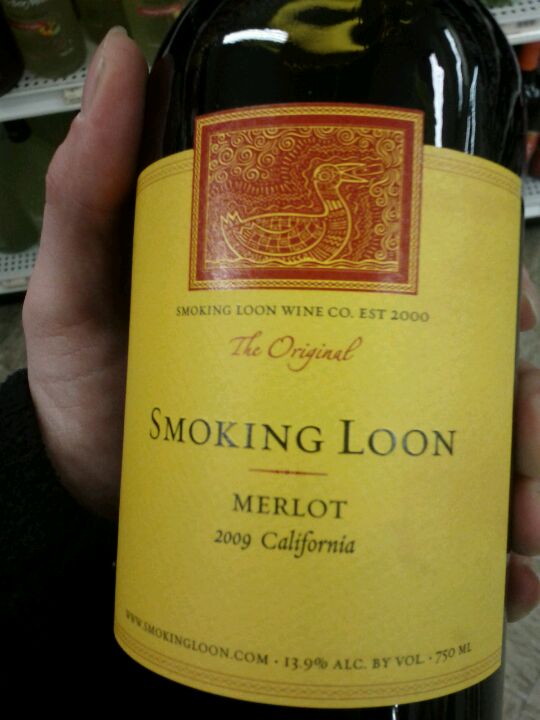 SMOKING LOON WINE CO. EST 2000
The Original
SMOKING LOON
MERLOT
2009 California
WWW.SMOKINGLOON.COM · 13.9% ALC. BY VOL. · 750 ML